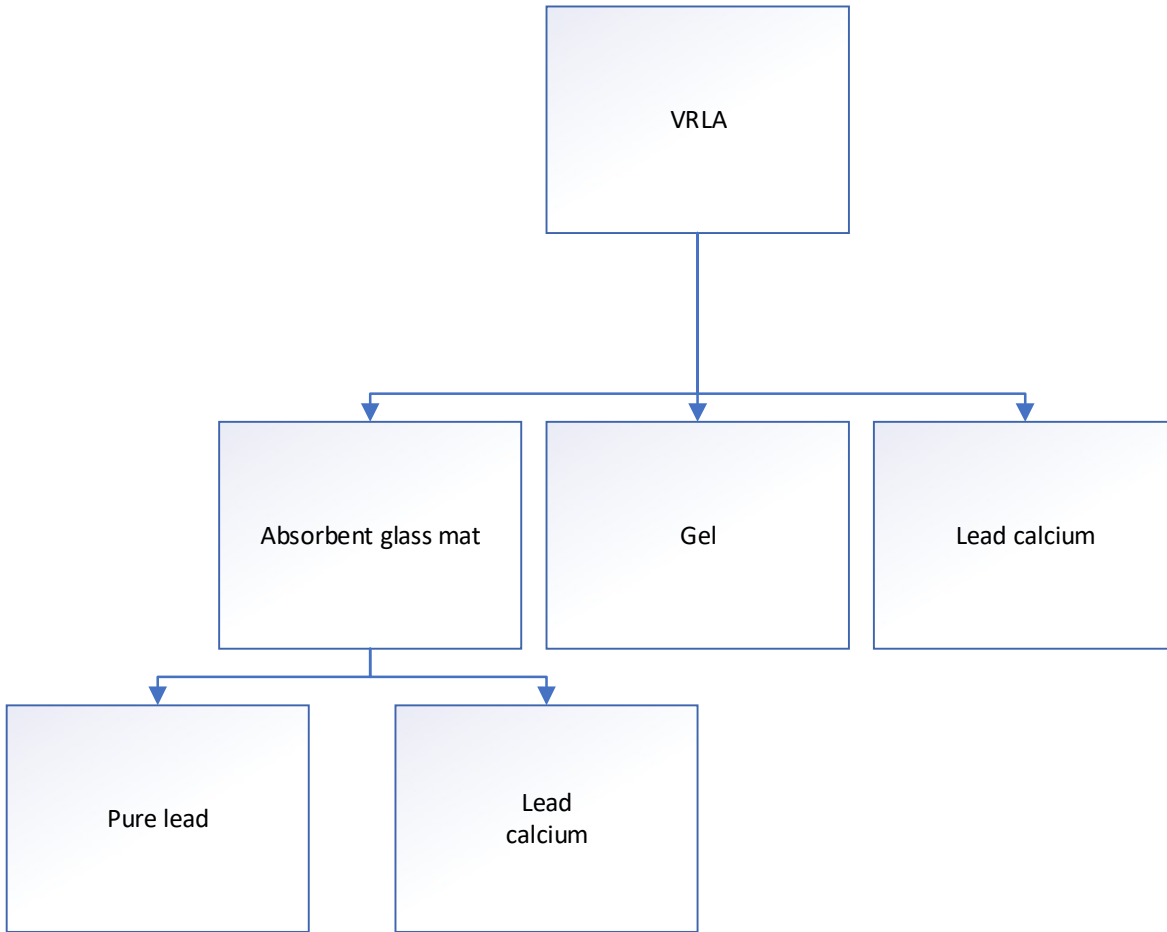 VRLA
Absorbent glass mat
Gel
Lead calcium
Pure lead
Lead
calcium